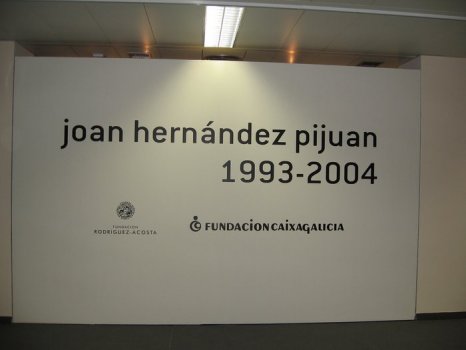 joan hernández pijuan
1993-2004
FUNDACIÓN
RODRÍGUEZ-ACOSTA
FUNDACIONCAIXAGALICIA